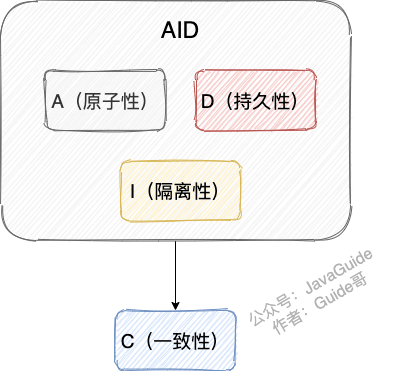 AID
A（原子性）
D（持久性）
I（隔离性）
C（一致性）
公众号：JavaGuide
作者：Guide哥